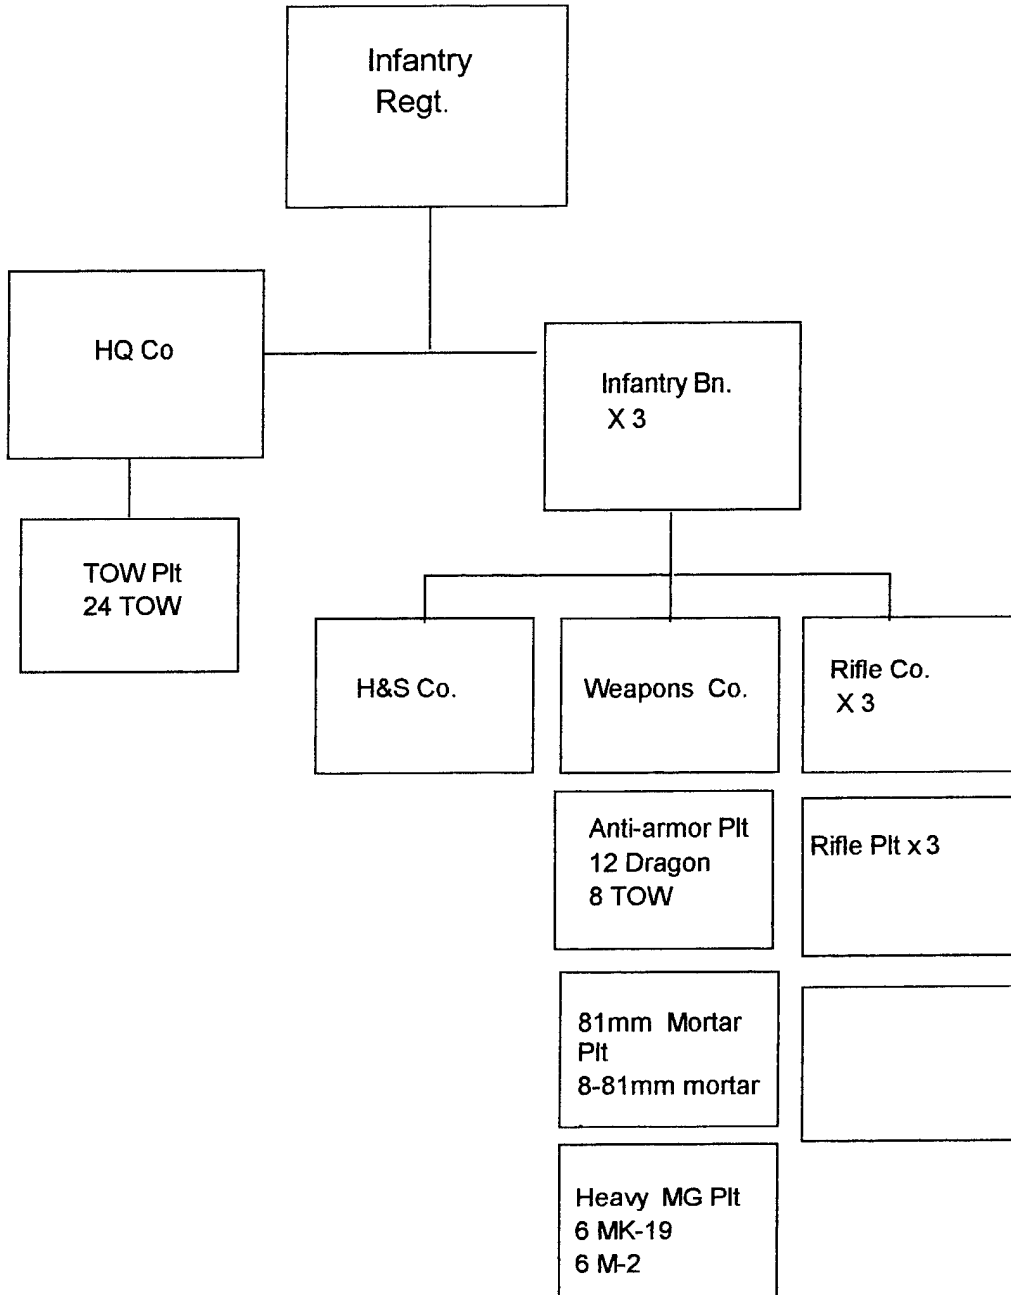 Infantry
Regt.
HQ Co
Infantry Bn.
X 3
TOW Plt
24 TOW
H&S Co.
Weapons Co.
Rifle Co.
X 3
Anti-armor Plt
12 Dragon
8 TOW
Rifle Plt x 3
81mm Mortar
Plt
8-81mm mortar
Heavy MG Plt
6 MK-19
6 M-2